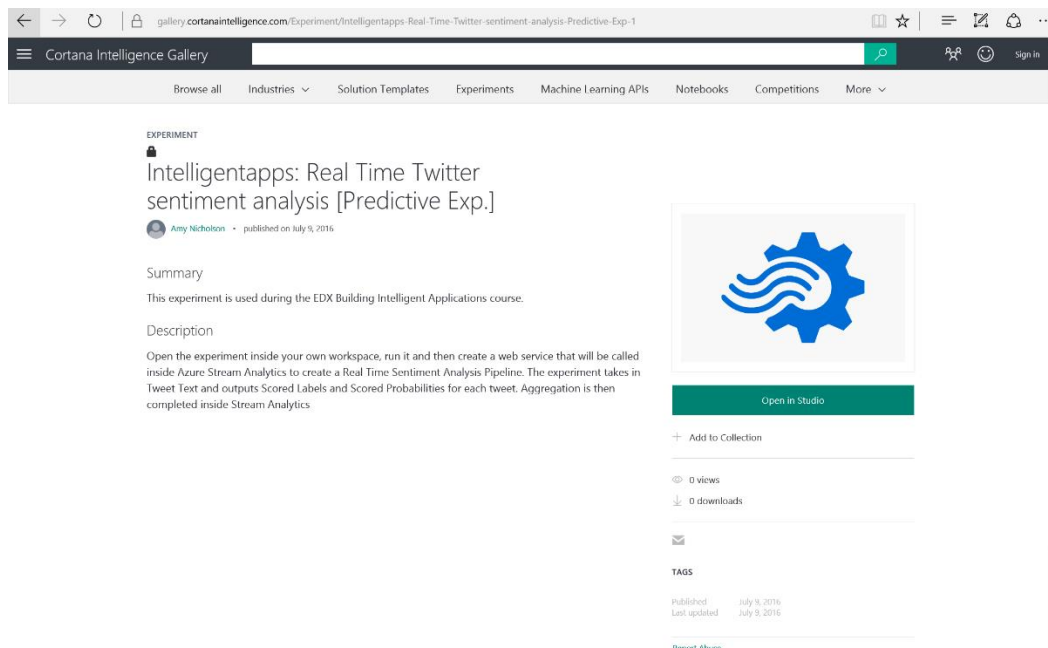 gallery.cortanaintelligence.com/Experiment/Intelligentapps-Real-Time-Twitter-sentiment-analysis-Predictive-Exp-1
Cortana Intelligence Gallery
Sign in
Browse all Industries Solution Templates Experiments Machine Learning APIs Notebooks Competitions More
EXPERIMENT
Intelligentapps: Real Time Twitter
sentiment analysis [Predictive Exp.]
Amy Nicholson • published on July 9, 2016
Summary
This experiment is used during the EDX Building Intelligent Applications course.
Description
Open the experiment inside your own workspace, run it and then create a web service that will be called
inside Azure Stream Analytics to create a Real Time Sentiment Analysis Pipeline. The experiment takes in
Tweet Text and outputs Scored Labels and Scored Probabilities for each tweet. Aggregation is then
completed inside Stream Analytics
Open in Studio
Add to Collection
0 views
0 downloads
TAGS
Published July 9, 2016
Last updated July 9, 2016
Report Abuse